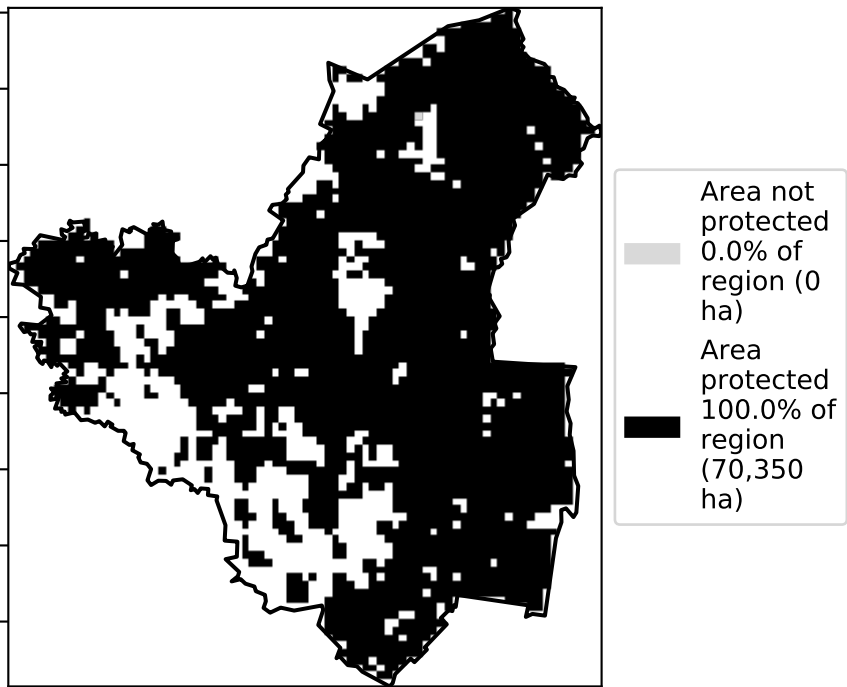 Area not
protected
0.0% of
region (0
ha)
Area
protected
100.0% of
region
(70,350
ha)